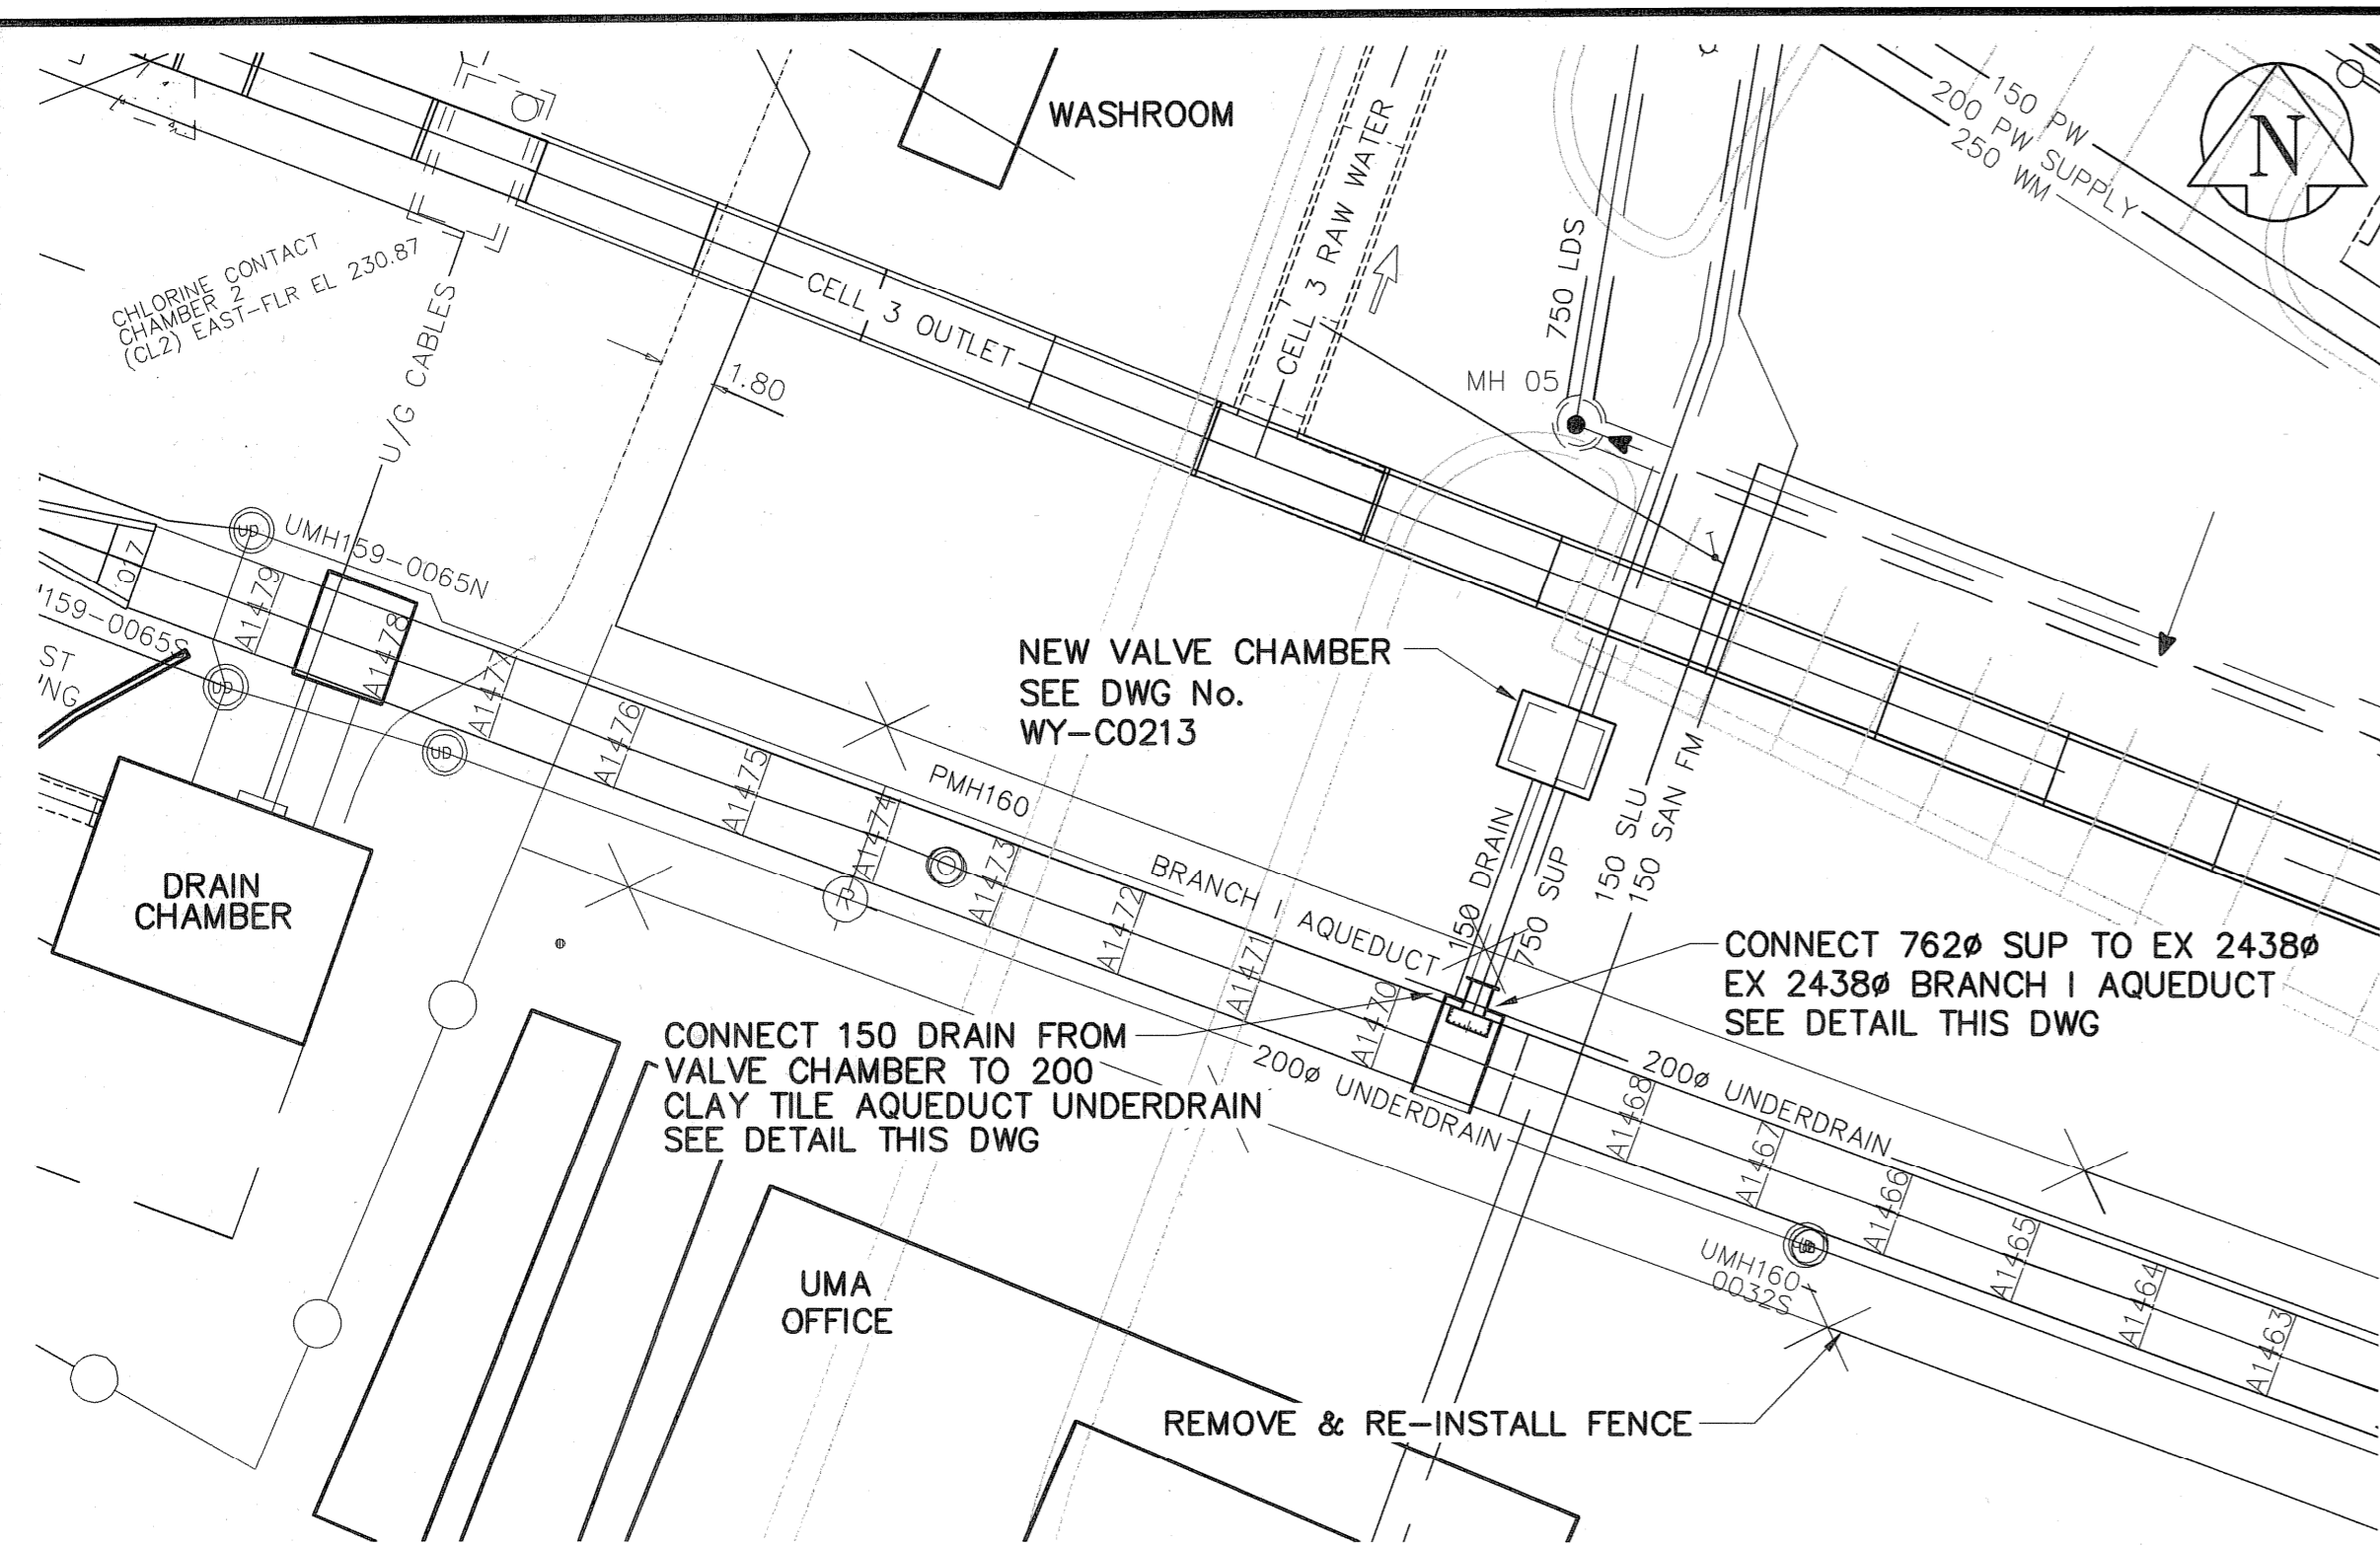 WASHROOM
150 PW
200 PW SUPPLY
250 WM
N
CELL 3 RAW WATER
750 LDS
CHLORINE CONTACT
CHAMBER 2
(CL2) EAST-FLR EL 230.87
U/G CABLES
CELL 3 OUTLET
1.80
MH 05
UD
UMH159-0065N
017
A1479
A1478
159-0065S
ST
'NG
UD
UD
A1477
A1476
A1475
A1474
A1473
A1472
A1471
A1470
NEW VALVE CHAMBER
SEE DWG No.
WY-C0213
PMH160
BRANCH I AQUEDUCT
150 DRAIN
750 SUP
150 SLU
150 SAN FM
DRAIN
CHAMBER
CONNECT 762ø SUP TO EX 2438ø
EX 2438ø BRANCH I AQUEDUCT
SEE DETAIL THIS DWG
CONNECT 150 DRAIN FROM
VALVE CHAMBER TO 200
CLAY TILE AQUEDUCT UNDERDRAIN
SEE DETAIL THIS DWG
200ø UNDERDRAIN
200ø UNDERDRAIN
A1468
A1467
A1466
A1465
A1464
A1463
UMH160-
0032S
UMA
OFFICE
REMOVE & RE-INSTALL FENCE